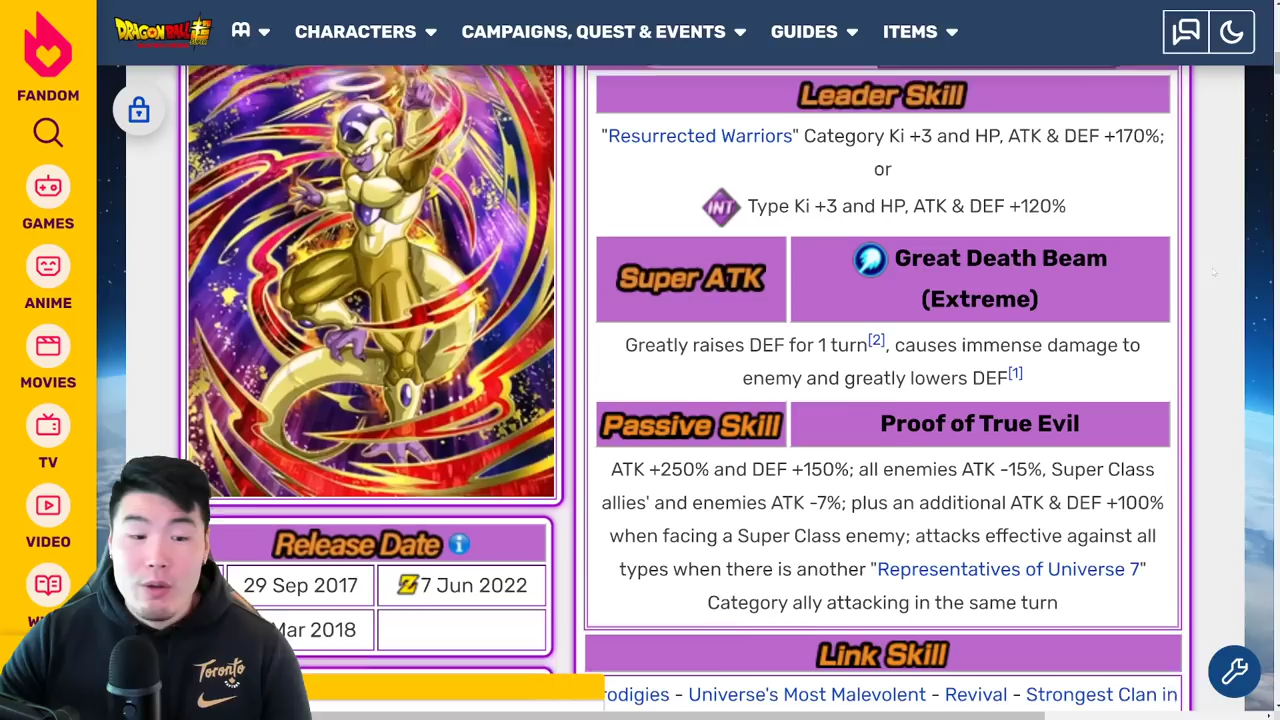 DRAGON BALL
CHARACTERS
CAMPAIGNS, QUEST & EVENTS
GUIDES
ITEMS
FANDOM
GAMES
ANIME
MOVIES
TV
VIDEO
Leader Skill
"Resurrected Warriors" Category Ki +3 and HP, ATK & DEF +170%;
or
INT Type Ki +3 and HP, ATK & DEF +120%
Super ATK
Great Death Beam
(Extreme)
Greatly raises DEF for 1 turn[2], causes immense damage to
enemy and greatly lowers DEF[1]
Passive Skill
Proof of True Evil
ATK +250% and DEF +150%; all enemies ATK -15%, Super Class
allies' and enemies ATK -7%; plus an additional ATK & DEF +100%
when facing a Super Class enemy; attacks effective against all
types when there is another "Representatives of Universe 7"
Category ally attacking in the same turn
Release Date i
29 Sep 2017
Z 7 Jun 2022
Mar 2018
Link Skill
rodigies - Universe's Most Malevolent - Revival - Strongest Clan in
Toronto